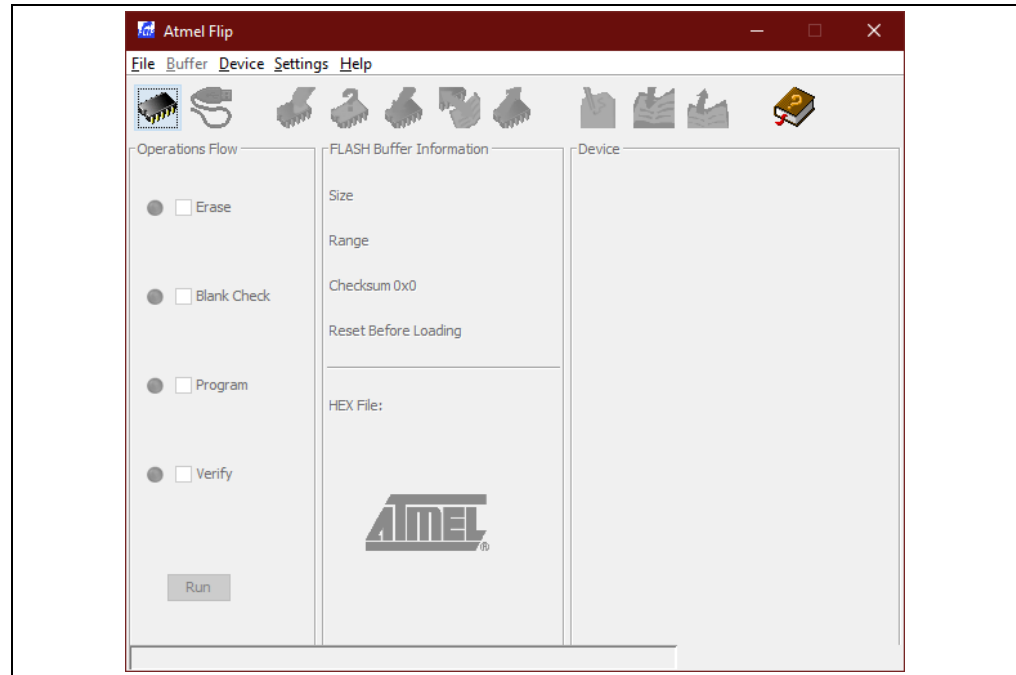 Atmel Flip
File Buffer Device Settings Help
Operations Flow
Erase
Blank Check
Program
Verify
Run
FLASH Buffer Information
Size
Range
Checksum 0x0
Reset Before Loading
HEX File:
ATMEL
®
Device